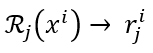 ℛⱼ(xⁱ) → rⱼⁱ